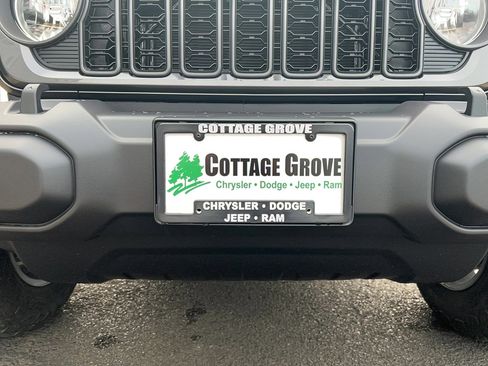 COTTAGE GROVE
COTTAGE GROVE
Chrysler • Dodge • Jeep • Ram
CHRYSLER • DODGE
JEEP • RAM